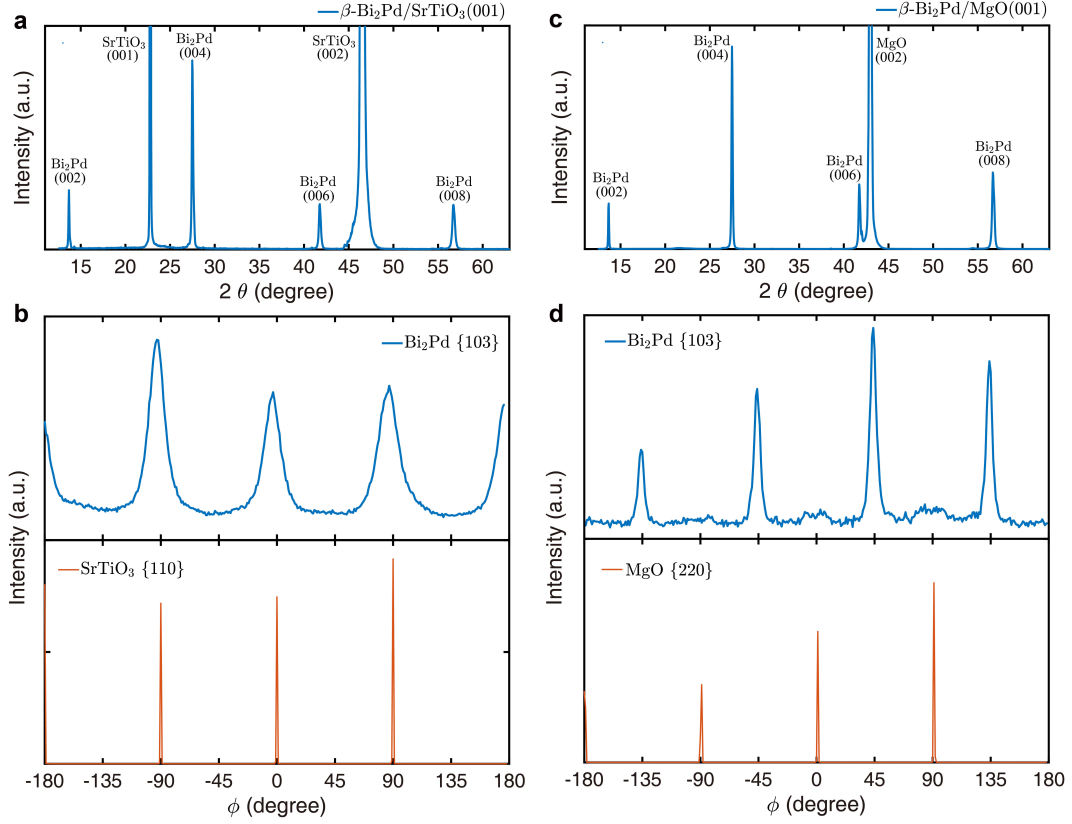 a
β-Bi₂Pd/SrTiO₃(001)
Intensity (a.u.)
Bi₂Pd
(002)
SrTiO₃
(001)
Bi₂Pd
(004)
Bi₂Pd
(006)
SrTiO₃
(002)
Bi₂Pd
(008)
15 20 25 30 35 40 45 50 55 60
2 θ (degree)
c
β-Bi₂Pd/MgO(001)
Intensity (a.u.)
Bi₂Pd
(002)
Bi₂Pd
(004)
Bi₂Pd
(006)
MgO
(002)
Bi₂Pd
(008)
15 20 25 30 35 40 45 50 55 60
2 θ (degree)
b
Bi₂Pd {103}
Intensity (a.u.)
SrTiO₃ {110}
-180 -135 -90 -45 0 45 90 135 180
ϕ (degree)
d
Bi₂Pd {103}
Intensity (a.u.)
MgO {220}
-180 -135 -90 -45 0 45 90 135 180
ϕ (degree)